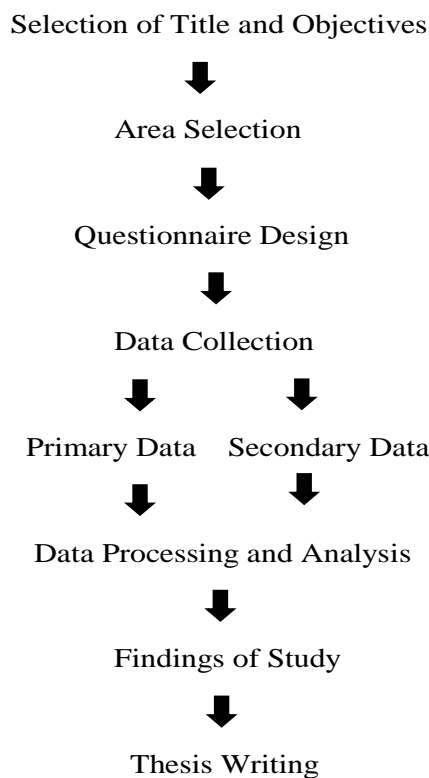 Selection of Title and Objectives
Area Selection
Questionnaire Design
Data Collection
Primary Data Secondary Data
Data Processing and Analysis
Findings of Study
Thesis Writing